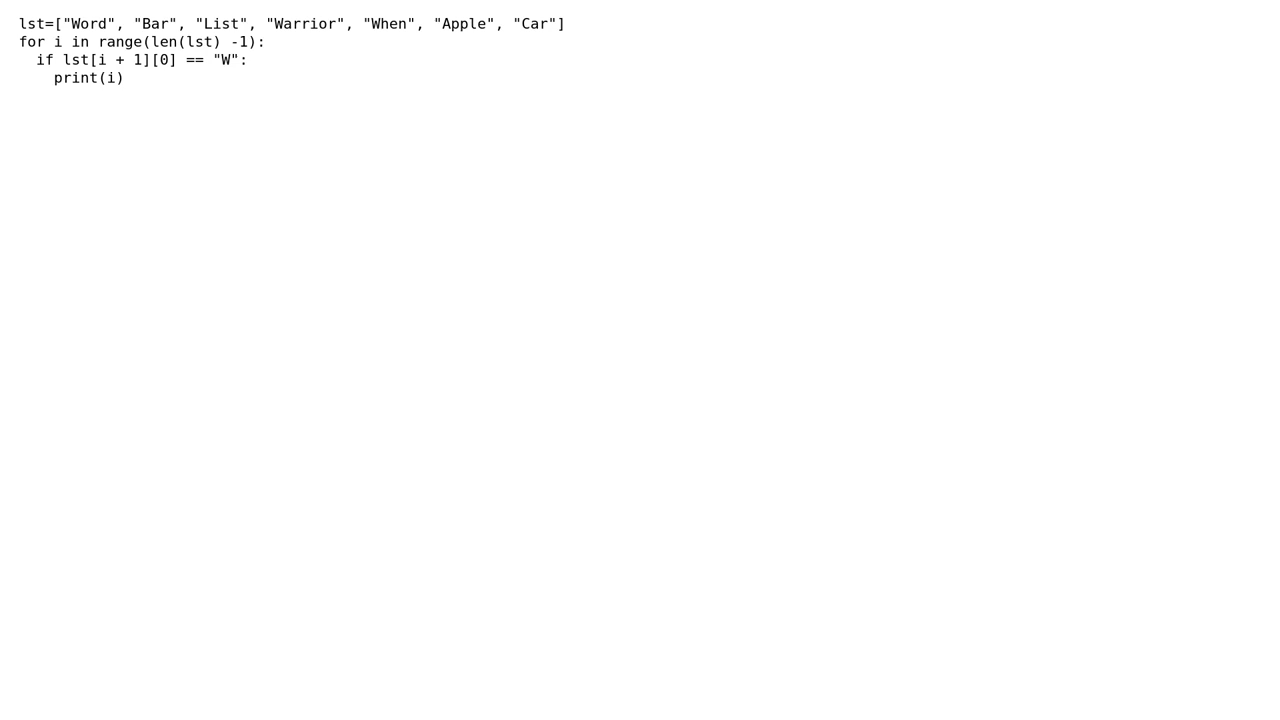 lst=["Word", "Bar", "List", "Warrior", "When", "Apple", "Car"]
for i in range(len(lst) -1):
  if lst[i + 1][0] == "W":
    print(i)